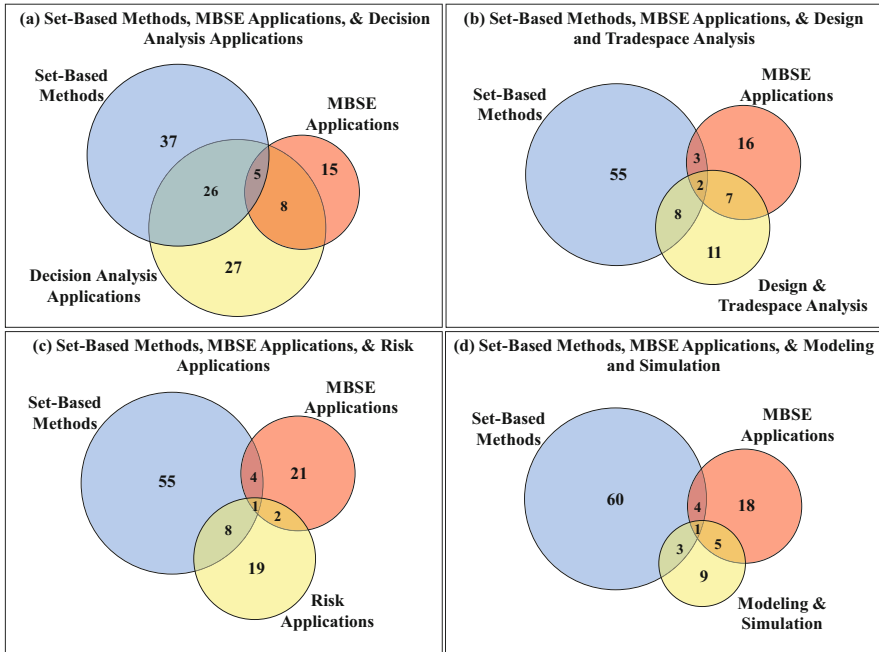 (a) Set-Based Methods, MBSE Applications, & Decision
Analysis Applications
Set-Based
Methods
MBSE
Applications
37
15
5
26
8
27
Decision Analysis
Applications
(b) Set-Based Methods, MBSE Applications, & Design
and Tradespace Analysis
MBSE
Applications
Set-Based
Methods
16
3
55
2
7
8
11
Design &
Tradespace Analysis
(c) Set-Based Methods, MBSE Applications, & Risk
Applications
MBSE
Applications
Set-Based
Methods
55
4
21
1
2
8
19
Risk
Applications
(d) Set-Based Methods, MBSE Applications, & Modeling
and Simulation
Set-Based
Methods
MBSE
Applications
60
4
18
1
3
5
9
Modeling &
Simulation